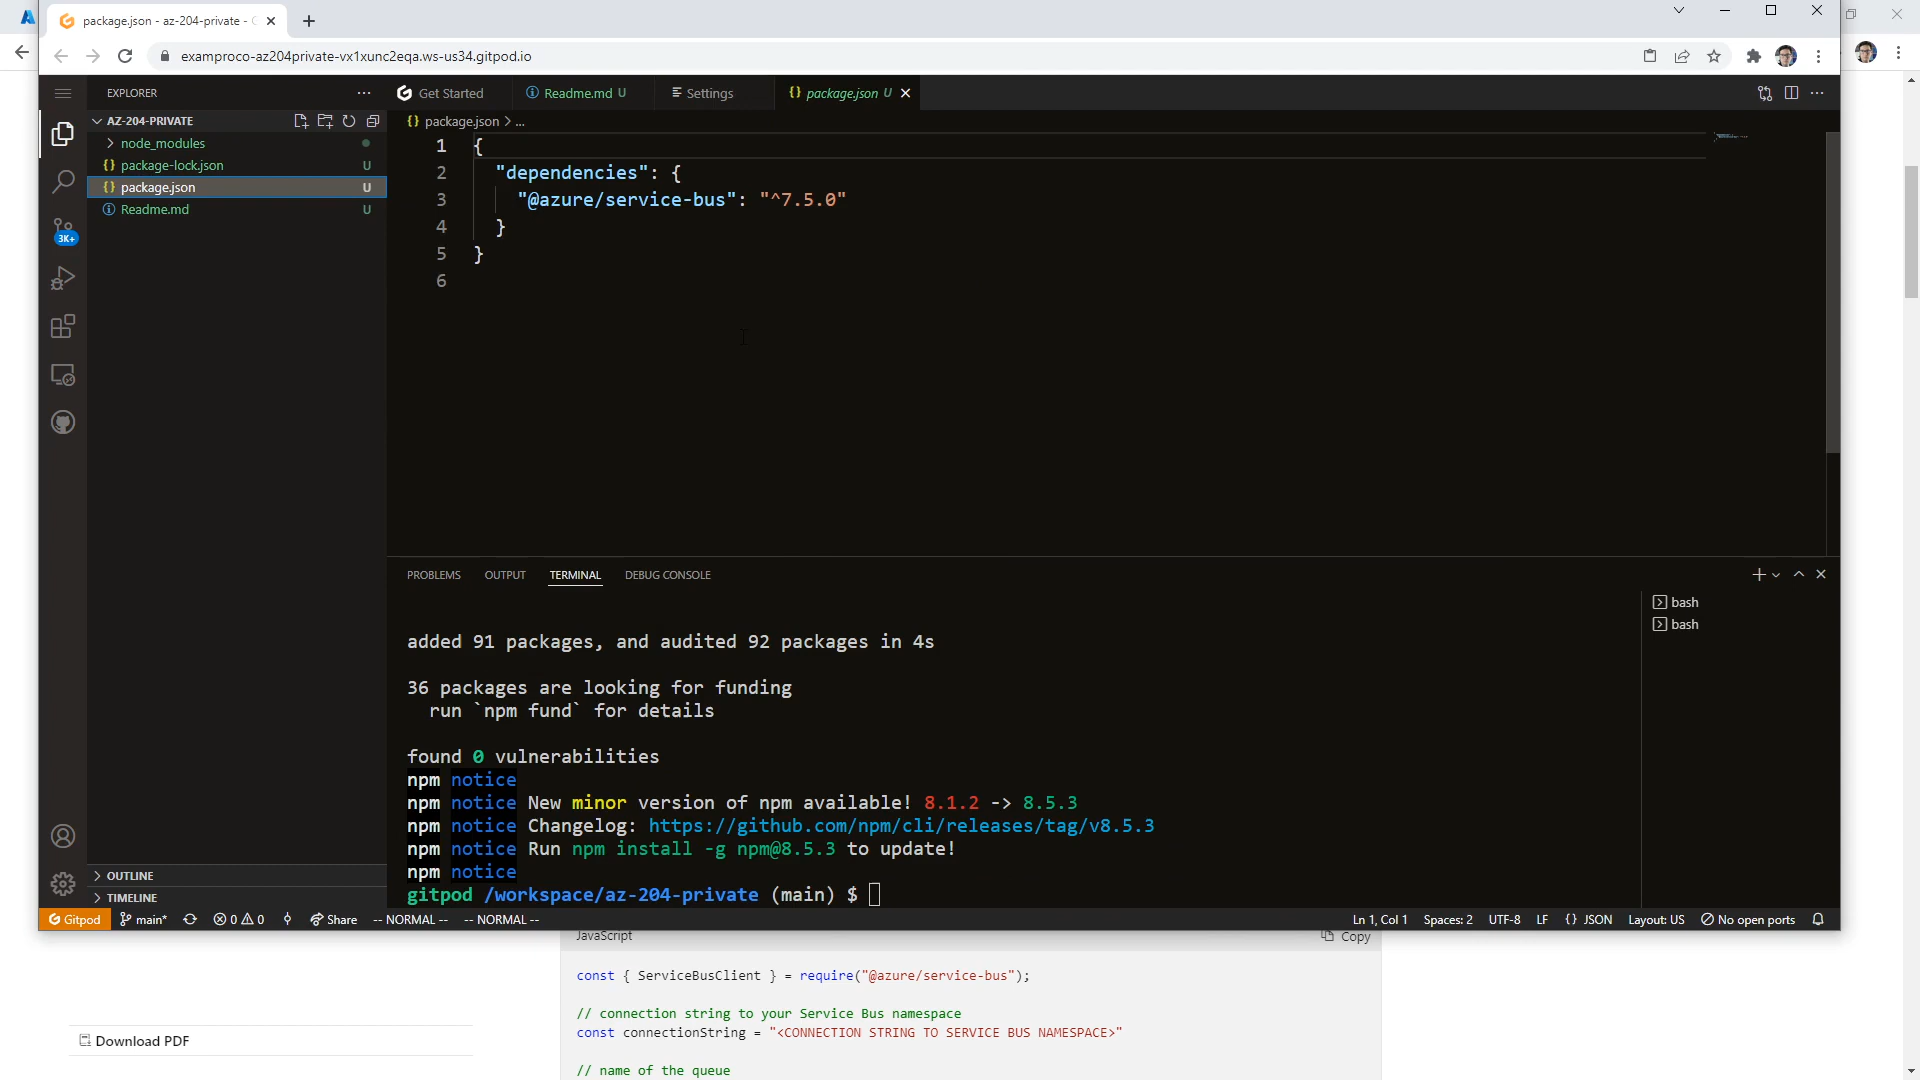 package.json - az-204-private -
examproco-az204private-vx1xunc2eqa.ws-us34.gitpod.io
EXPLORER
Get Started
Readme.md U
Settings
package.json U
AZ-204-PRIVATE
package.json > ...
node_modules
package-lock.json U
package.json U
Readme.md U
3K+
1 {
2 "dependencies": {
3 "@azure/service-bus": "^7.5.0"
4 }
5 }
6
PROBLEMS OUTPUT TERMINAL DEBUG CONSOLE
bash
bash
added 91 packages, and audited 92 packages in 4s
36 packages are looking for funding
run `npm fund` for details
found 0 vulnerabilities
npm notice
npm notice New minor version of npm available! 8.1.2 -> 8.5.3
npm notice Changelog: https://github.com/npm/cli/releases/tag/v8.5.3
npm notice Run npm install -g npm@8.5.3 to update!
npm notice
gitpod /workspace/az-204-private (main) $
OUTLINE
TIMELINE
Gitpod main* 0 0 Share -- NORMAL -- -- NORMAL -- Ln 1, Col 1 Spaces: 2 UTF-8 LF {} JSON Layout: US No open ports
JavaScript
Copy
const { ServiceBusClient } = require("@azure/service-bus");
// connection string to your Service Bus namespace
const connectionString = "<CONNECTION STRING TO SERVICE BUS NAMESPACE>"
// name of the queue
Download PDF